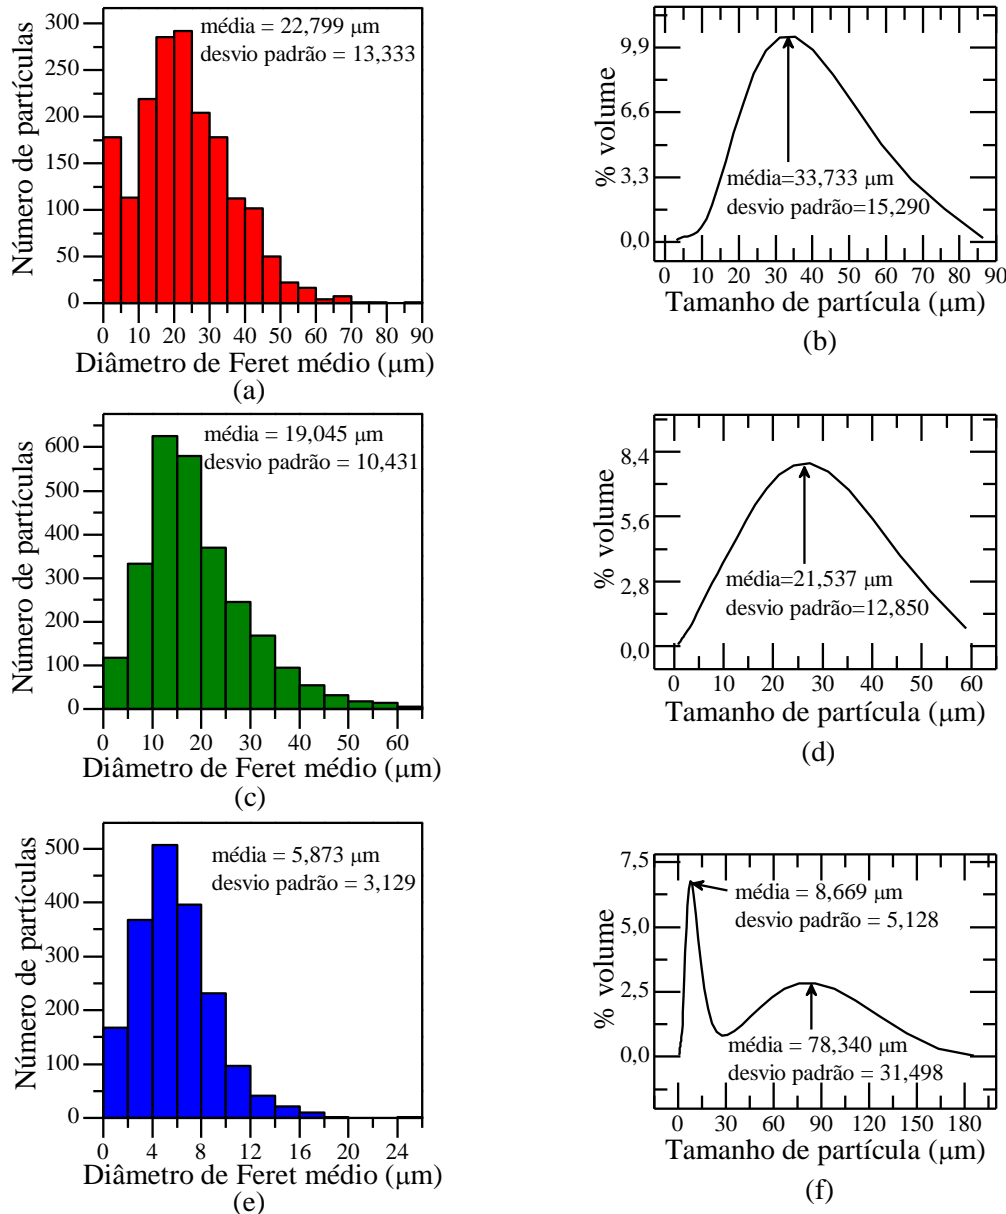 média = 22,799 μm
desvio padrão = 13,333
Número de partículas
300
250
200
150
100
50
0
0 10 20 30 40 50 60 70 80 90
Diâmetro de Feret médio (μm)
(a)
% volume
9,9
6,6
3,3
0,0
média=33,733 μm
desvio padrão=15,290
0 10 20 30 40 50 60 70 80 90
Tamanho de partícula (μm)
(b)
média = 19,045 μm
desvio padrão = 10,431
Número de partículas
600
500
400
300
200
100
0
0 10 20 30 40 50 60
Diâmetro de Feret médio (μm)
(c)
% volume
8,4
5,6
2,8
0,0
média=21,537 μm
desvio padrão=12,850
0 10 20 30 40 50 60
Tamanho de partícula (μm)
(d)
média = 5,873 μm
desvio padrão = 3,129
Número de partículas
500
400
300
200
100
0
0 4 8 12 16 20 24
Diâmetro de Feret médio (μm)
(e)
% volume
7,5
5,0
2,5
0,0
média = 8,669 μm
desvio padrão = 5,128
média = 78,340 μm
desvio padrão = 31,498
0 30 60 90 120 150 180
Tamanho de partícula (μm)
(f)